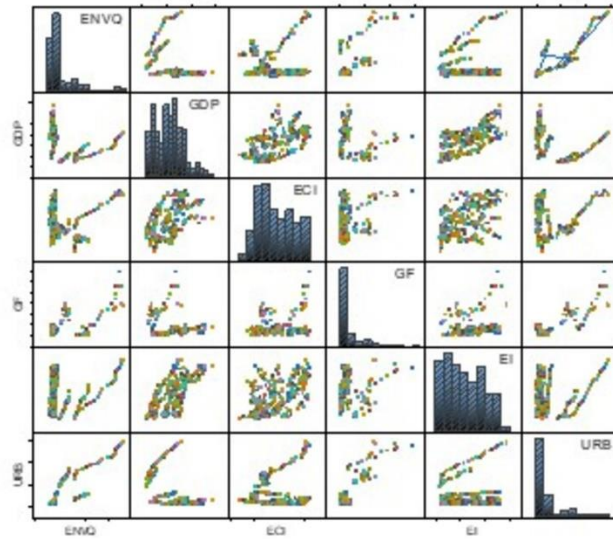 ENVQ
GDP
GDP
ECI
GF
GF
EI
URB
URB
ENVQ
ECI
EI